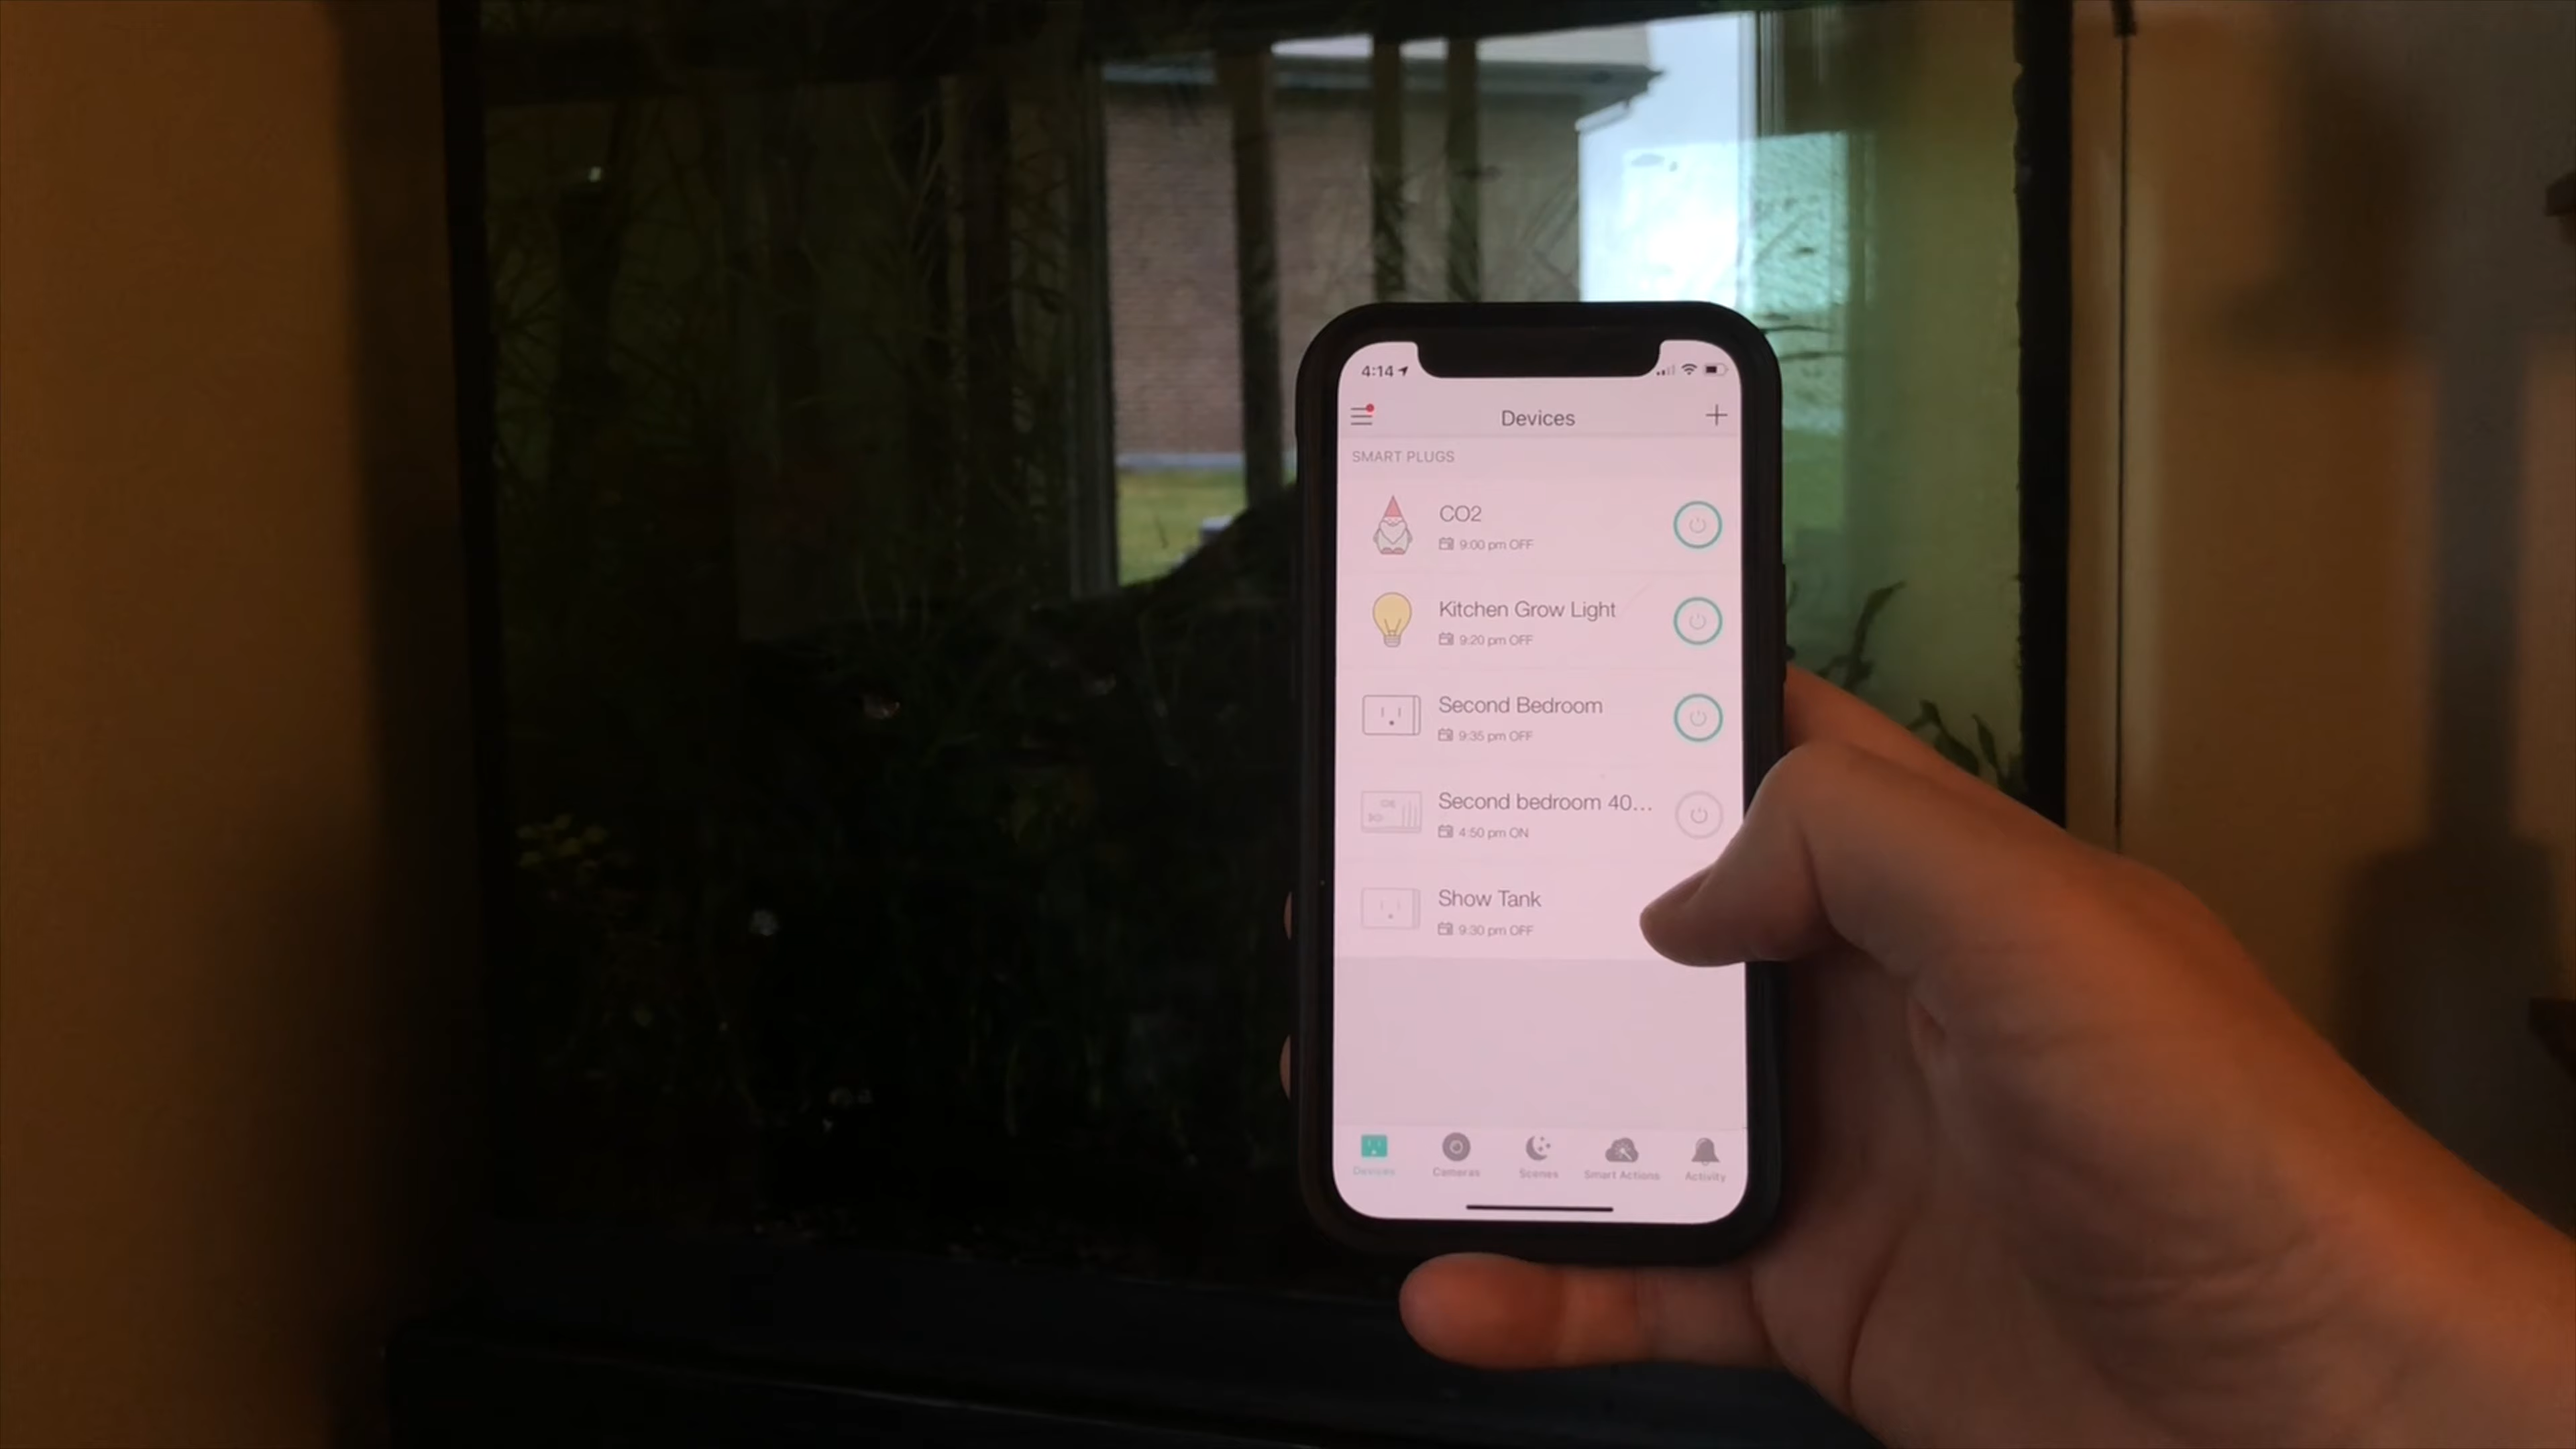 4:14
Devices
SMART PLUGS
CO2
9:00 pm OFF
Kitchen Grow Light
9:20 pm OFF
Second Bedroom
9:35 pm OFF
Second bedroom 40...
4:50 pm ON
Show Tank
9:30 pm OFF
Devices Cameras Scenes Smart Actions Activity